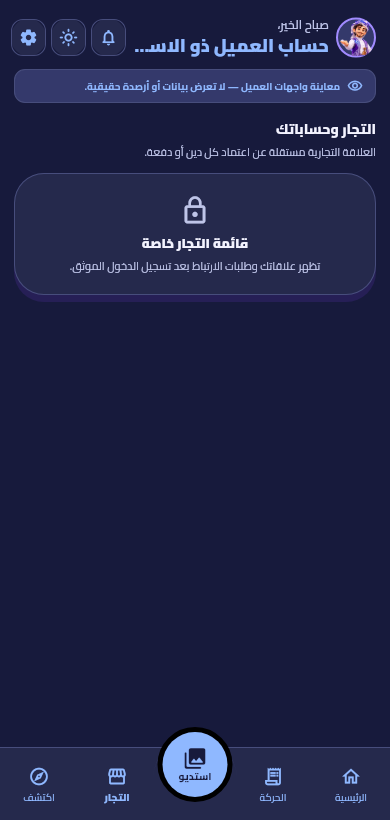 صباح الخير،
حساب العميل ذو الاسـ...
معاينة واجهات العميل — لا تعرض بيانات أو أرصدة حقيقية.
التجار وحساباتك
العلاقة التجارية مستقلة عن اعتماد كل دين أو دفعة.
قائمة التجار خاصة
تظهر علاقاتك وطلبات الارتباط بعد تسجيل الدخول الموثق.
الرئيسية
الحركة
استديو
التجار
اكتشف